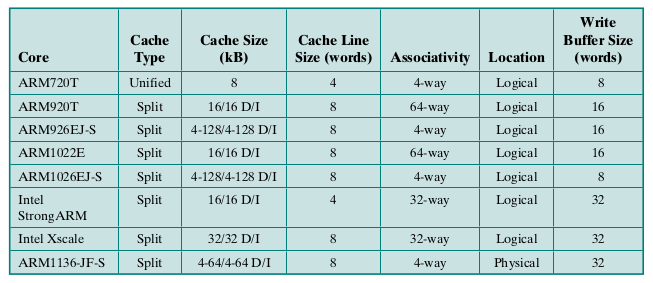 Core Cache Type Cache Size (kB) Cache Line Size (words) Associativity Location Write Buffer Size (words)
ARM720T Unified 8 4 4-way Logical 8
ARM920T Split 16/16 D/I 8 64-way Logical 16
ARM926EJ-S Split 4-128/4-128 D/I 8 4-way Logical 16
ARM1022E Split 16/16 D/I 8 64-way Logical 16
ARM1026EJ-S Split 4-128/4-128 D/I 8 4-way Logical 8
Intel StrongARM Split 16/16 D/I 4 32-way Logical 32
Intel Xscale Split 32/32 D/I 8 32-way Logical 32
ARM1136-JF-S Split 4-64/4-64 D/I 8 4-way Physical 32